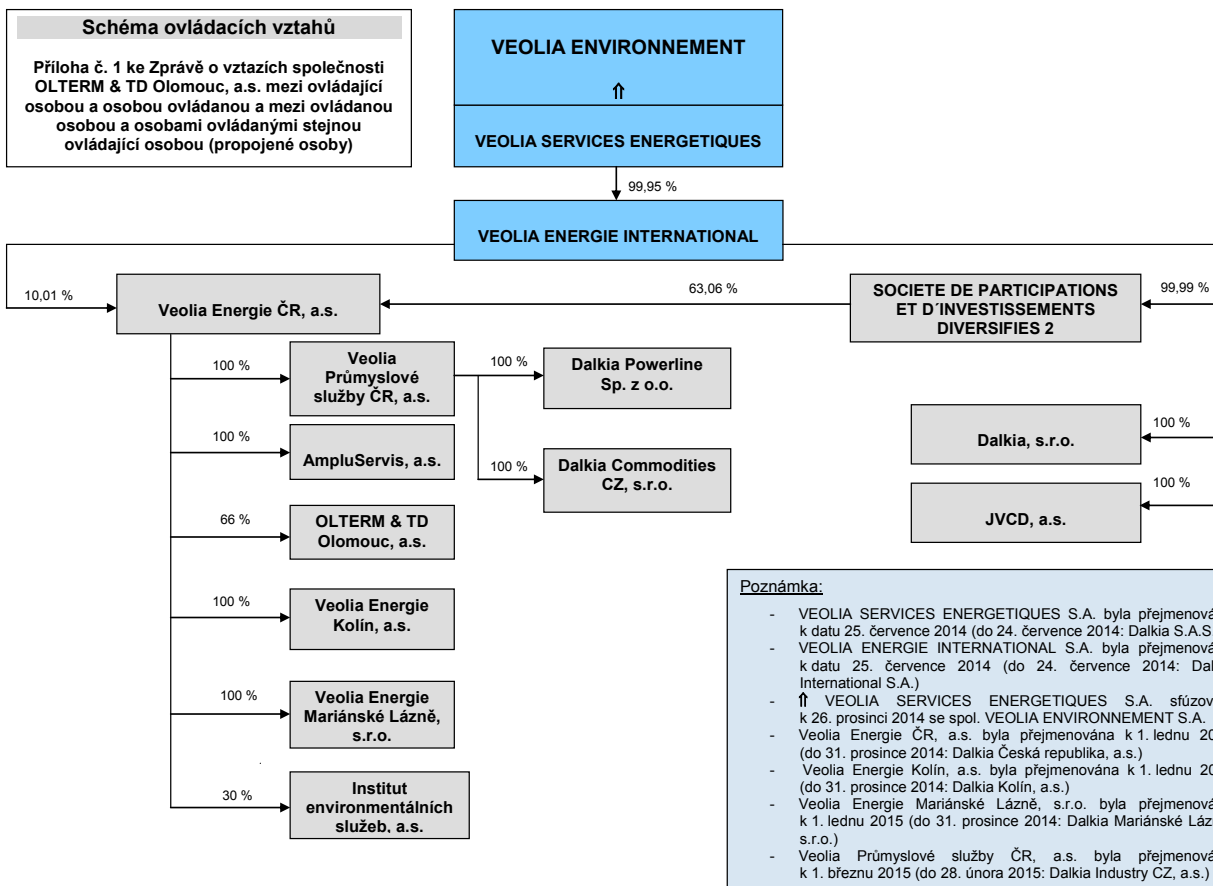 Schéma ovládacích vztahů
Příloha č. 1 ke Zprávě o vztazích společnosti
OLTERM & TD Olomouc, a.s. mezi ovládající
osobou a osobou ovládanou a mezi ovládanou
osobou a osobami ovládanými stejnou
ovládající osobou (propojené osoby)
VEOLIA ENVIRONNEMENT
⇑
VEOLIA SERVICES ENERGETIQUES
99,95 %
VEOLIA ENERGIE INTERNATIONAL
10,01 %
Veolia Energie ČR, a.s.
63,06 %
SOCIETE DE PARTICIPATIONS
ET D´INVESTISSEMENTS
DIVERSIFIES 2
99,99 %
100 %
Veolia
Průmyslové
služby ČR, a.s.
100 %
Dalkia Powerline
Sp. z o.o.
100 %
AmpluServis, a.s.
100 %
Dalkia Commodities
CZ, s.r.o.
Dalkia, s.r.o.
100 %
JVCD, a.s.
100 %
66 %
OLTERM & TD
Olomouc, a.s.
100 %
Veolia Energie
Kolín, a.s.
100 %
Veolia Energie
Mariánské Lázně,
s.r.o.
30 %
Institut
environmentálních
služeb, a.s.
Poznámka:
- VEOLIA SERVICES ENERGETIQUES S.A. byla přejmenová
k datu 25. července 2014 (do 24. července 2014: Dalkia S.A.S
- VEOLIA ENERGIE INTERNATIONAL S.A. byla přejmenová
k datu 25. července 2014 (do 24. července 2014: Dal
International S.A.)
- ⇑ VEOLIA SERVICES ENERGETIQUES S.A. sfúzov
k 26. prosinci 2014 se spol. VEOLIA ENVIRONNEMENT S.A.
- Veolia Energie ČR, a.s. byla přejmenována k 1. lednu 20
(do 31. prosince 2014: Dalkia Česká republika, a.s.)
- Veolia Energie Kolín, a.s. byla přejmenována k 1. lednu 20
(do 31. prosince 2014: Dalkia Kolín, a.s.)
- Veolia Energie Mariánské Lázně, s.r.o. byla přejmenová
k 1. lednu 2015 (do 31. prosince 2014: Dalkia Mariánské Lázn
s.r.o.)
- Veolia Průmyslové služby ČR, a.s. byla přejmenová
k 1. březnu 2015 (do 28. února 2015: Dalkia Industry CZ, a.s.)